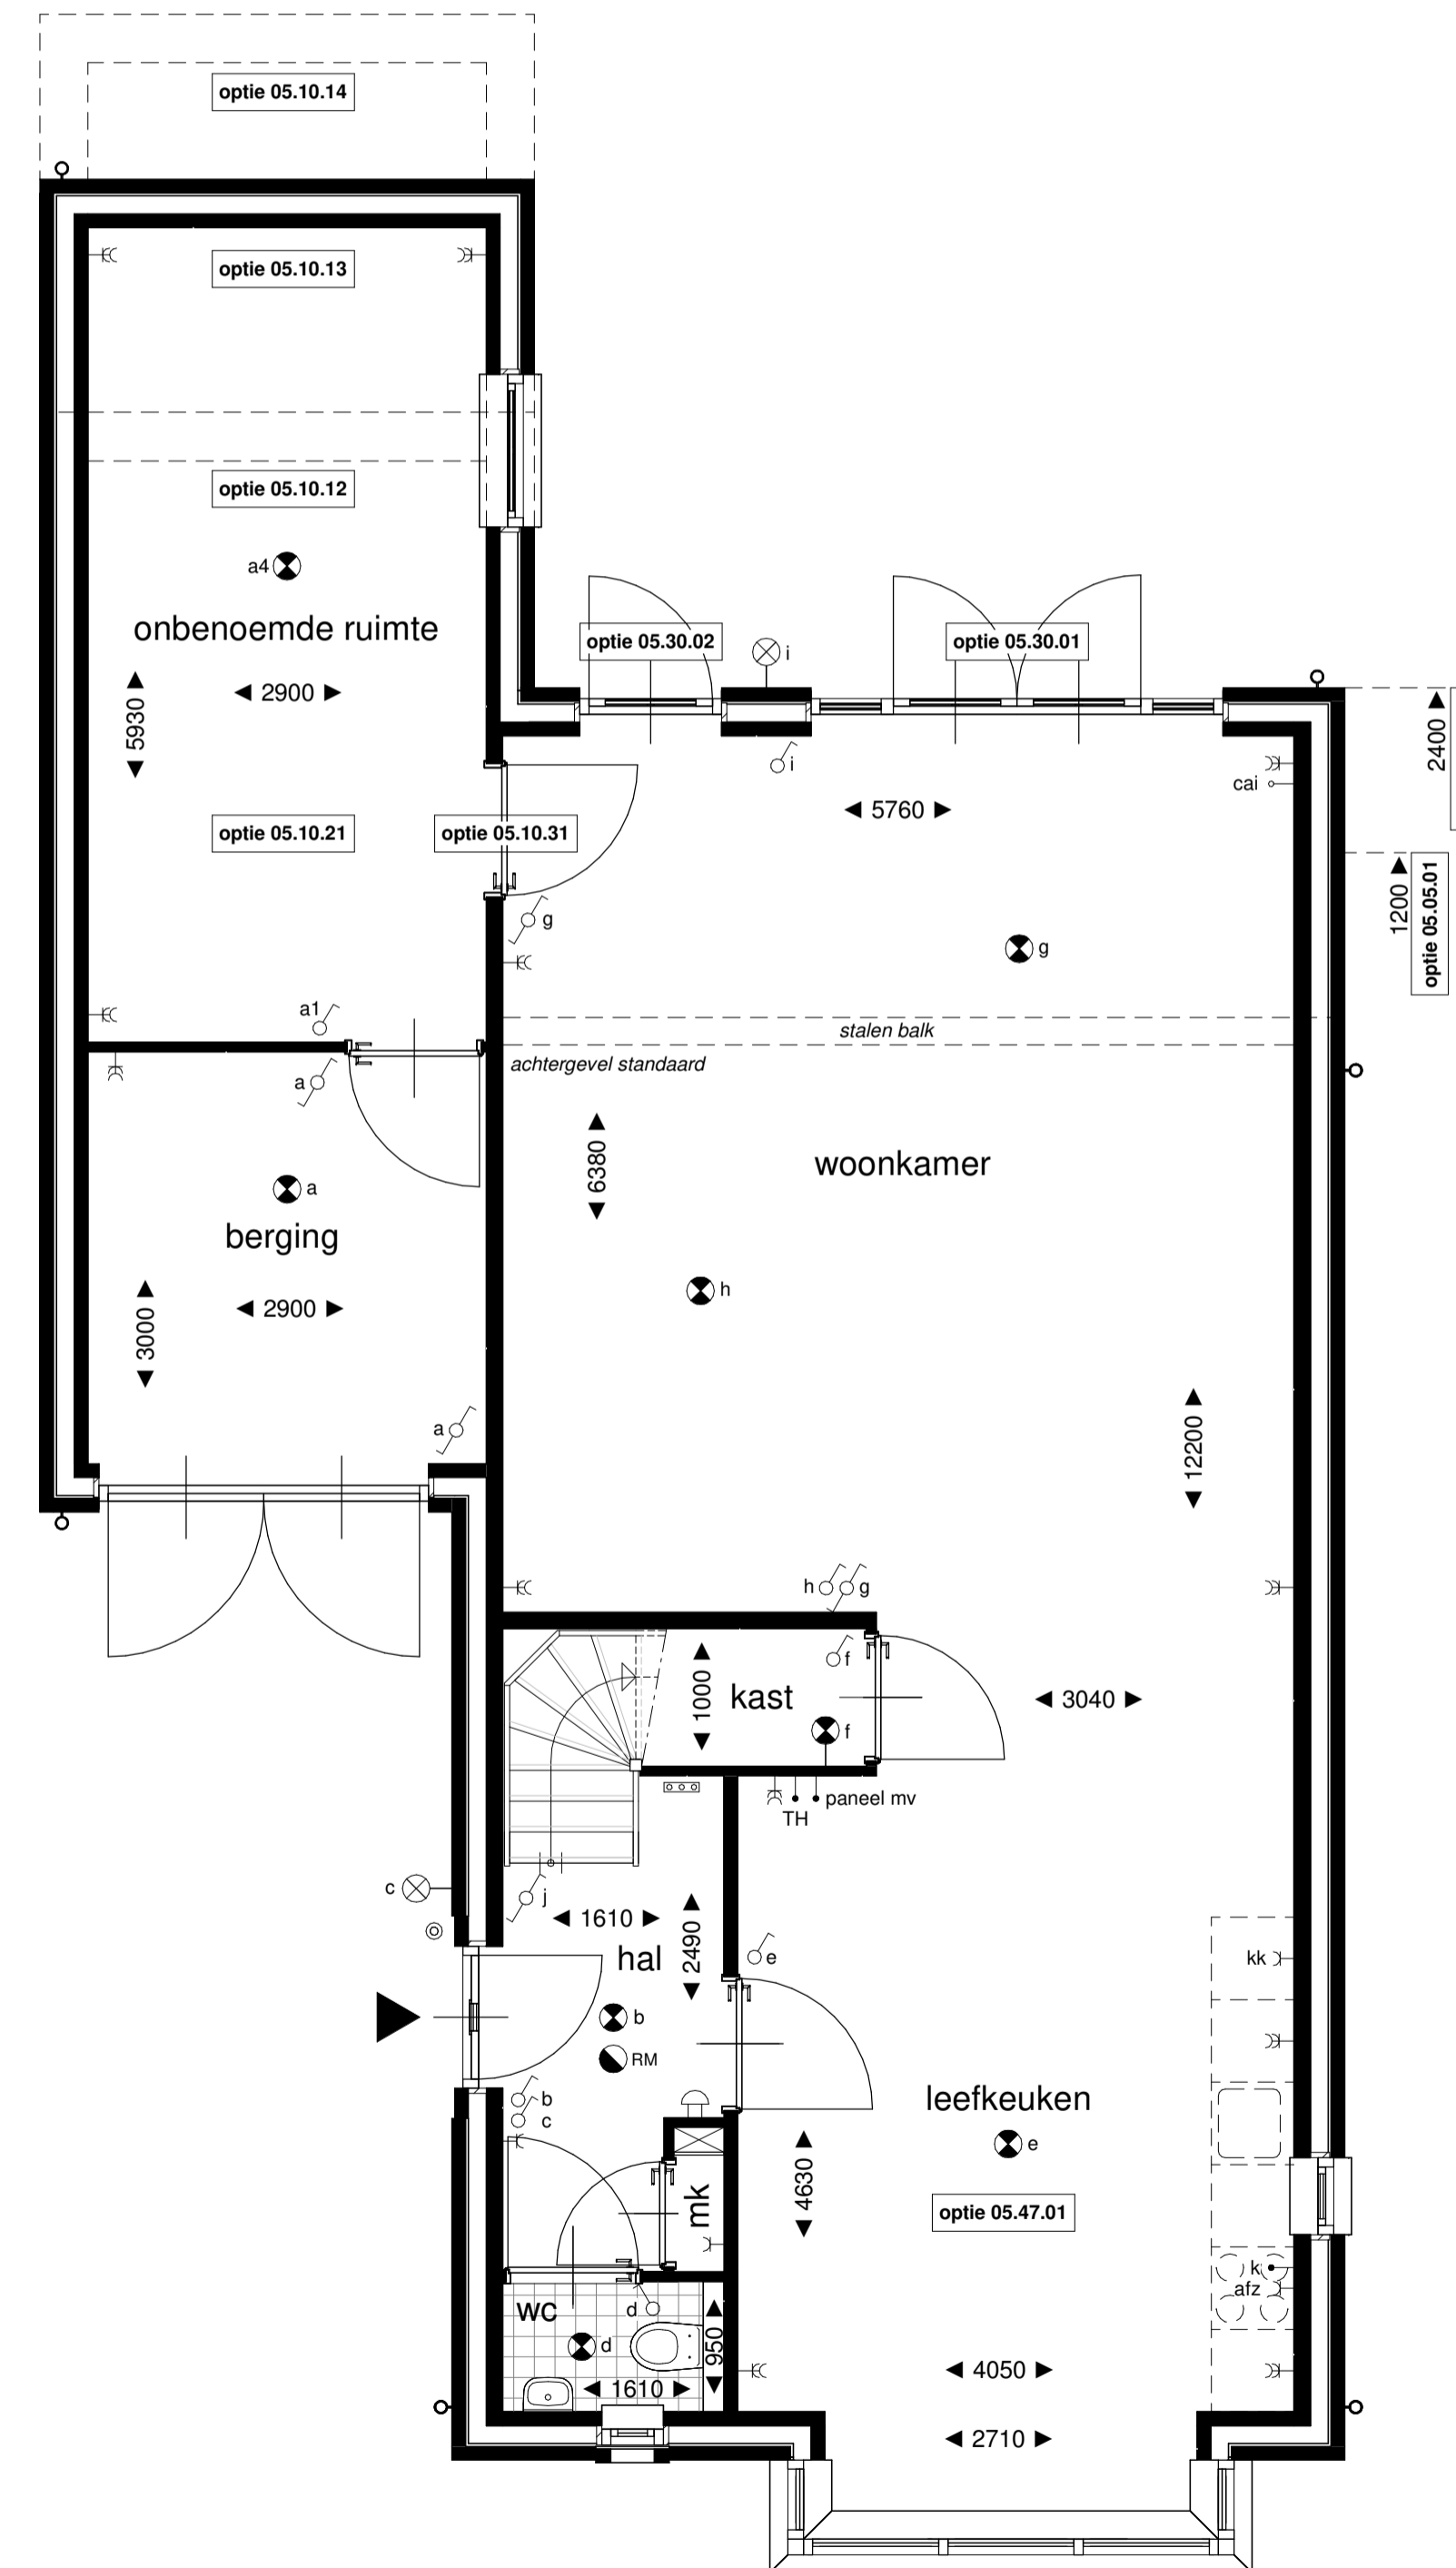 optie 05.10.14
optie 05.10.13
optie 05.10.12
a4
onbenoemde ruimte
2900
5930
optie 05.30.02
i
optie 05.30.01
2400
i
cai
5760
optie 05.10.21
optie 05.10.31
1200
optie 05.05.01
g
g
a1
stalen balk
achtergevel standaard
a
6380
woonkamer
a
berging
h
2900
3000
a
12200
h
g
f
1000
kast
3040
f
paneel mv
TH
c
j
1610
2490
hal
e
kk
b
RM
b
c
leefkeuken
e
4630
mk
optie 05.47.01
k
afz
wc
d
d
950
1610
4050
2710